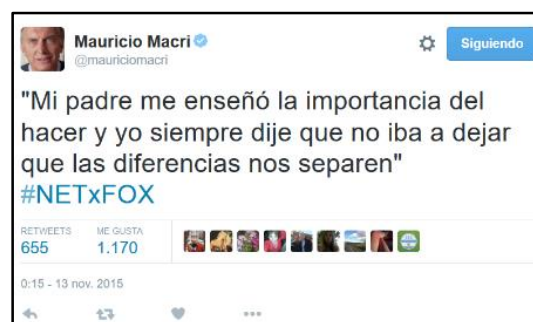 Mauricio Macri
@mauriciomacri
Siguiendo
"Mi padre me enseñó la importancia del
hacer y yo siempre dije que no iba a dejar
que las diferencias nos separen"
#NETxFOX
RETWEETS ME GUSTA
655 1.170
0:15 - 13 nov. 2015